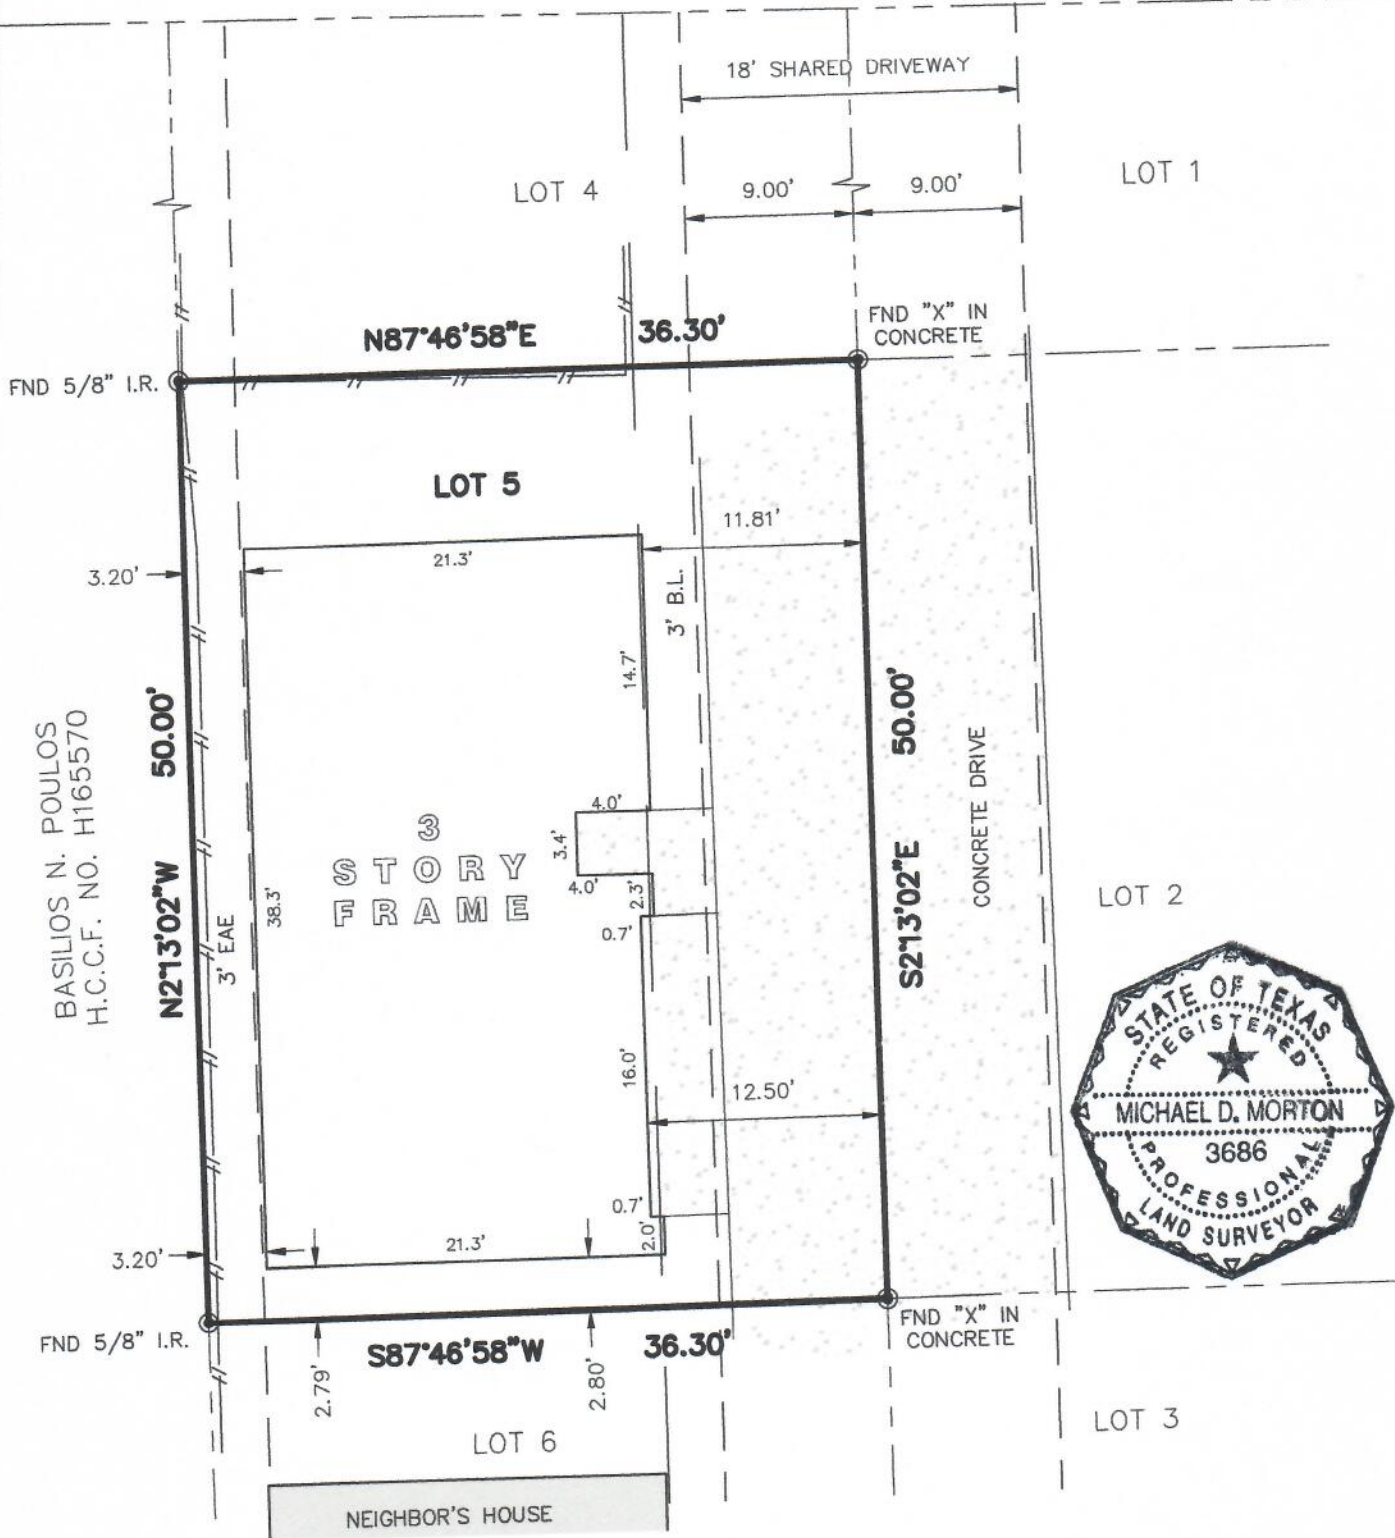 18' SHARED DRIVEWAY
LOT 4
9.00'
9.00'
LOT 1
N87°46'58"E 36.30'
FND "X" IN
CONCRETE
FND 5/8" I.R.
LOT 5
11.81'
21.3'
3.20'
3' B.L.
14.7'
BASILIOS N. POULOS
H.C.C.F. NO. H165570
N2°13'02"W 50.00'
S2°13'02"E 50.00'
CONCRETE DRIVE
4.0'
3.4'
4.0'
2.3'
3
STORY
FRAME
38.3'
3' EAE
0.7'
LOT 2
STATE OF TEXAS
REGISTERED
MICHAEL D. MORTON
3686
PROFESSIONAL
LAND SURVEYOR
16.0'
12.50'
0.7'
2.0'
21.3'
3.20'
FND 5/8" I.R.
S87°46'58"W 36.30'
FND "X" IN
CONCRETE
2.79'
2.80'
LOT 3
LOT 6
NEIGHBOR'S HOUSE